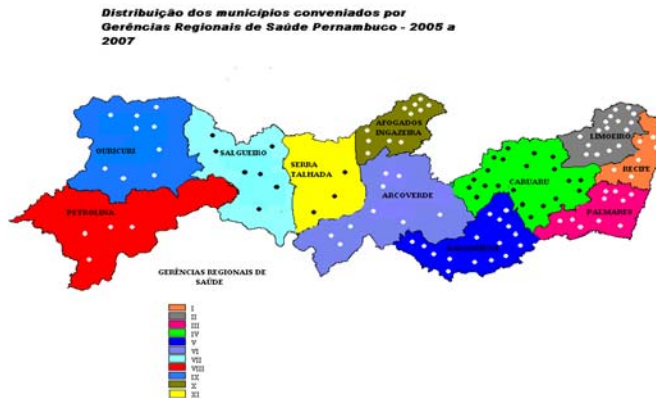 Distribuição dos municípios conveniados por
Gerências Regionais de Saúde Pernambuco - 2005 a
2007
AFOGADOS
INGAZEIRA
LIMOEIRO
OURICURI
SALGUEIRO
SERRA
TALHADA
RECIFE
CARUARU
ARCOVERDE
PETROLINA
PALMARES
GERÊNCIAS REGIONAIS DE
SAÚDE
I
II
III
IV
V
VI
VII
VIII
IX
X
XI